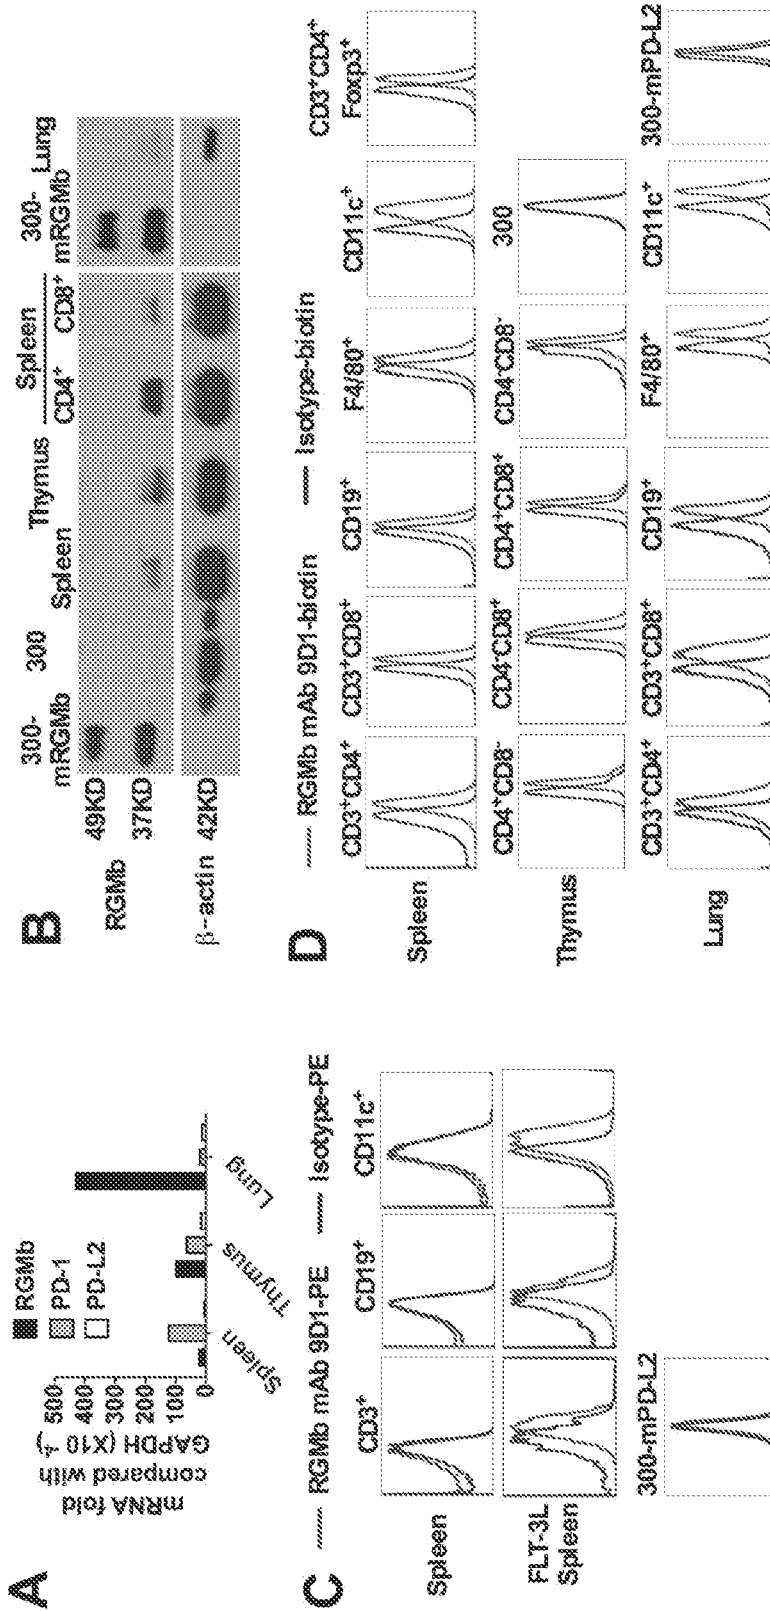 A
mRNA fold
compared with
GAPDH (X10⁻⁴)
500
400
300
200
100
0
RGMb
PD-1
PD-L2
Spleen
Thymus
Lung
B
300-
mRGMb
300
Spleen
Thymus
Spleen
CD4⁺ CD8⁺
300-
mRGMb
Lung
RGMb
49KD
37KD
β-actin 42KD
C
RGMb mAb 9D1-PE
Isotype-PE
CD3⁺ CD19⁺ CD11c⁺
Spleen
FLT-3L
Spleen
300-mPD-L2
D
RGMb mAb 9D1-biotin
Isotype-biotin
CD3⁺CD4⁺ CD3⁺CD8⁺ CD19⁺ F4/80⁺ CD11c⁺ CD3⁺CD4⁺
Foxp3⁺
Spleen
CD4⁺CD8⁻ CD4⁻CD8⁺ CD4⁺CD8⁺ CD4⁻CD8⁻ 300
Thymus
CD3⁺CD4⁺ CD3⁺CD8⁺ CD19⁺ F4/80⁺ CD11c⁺ 300-mPD-L2
Lung